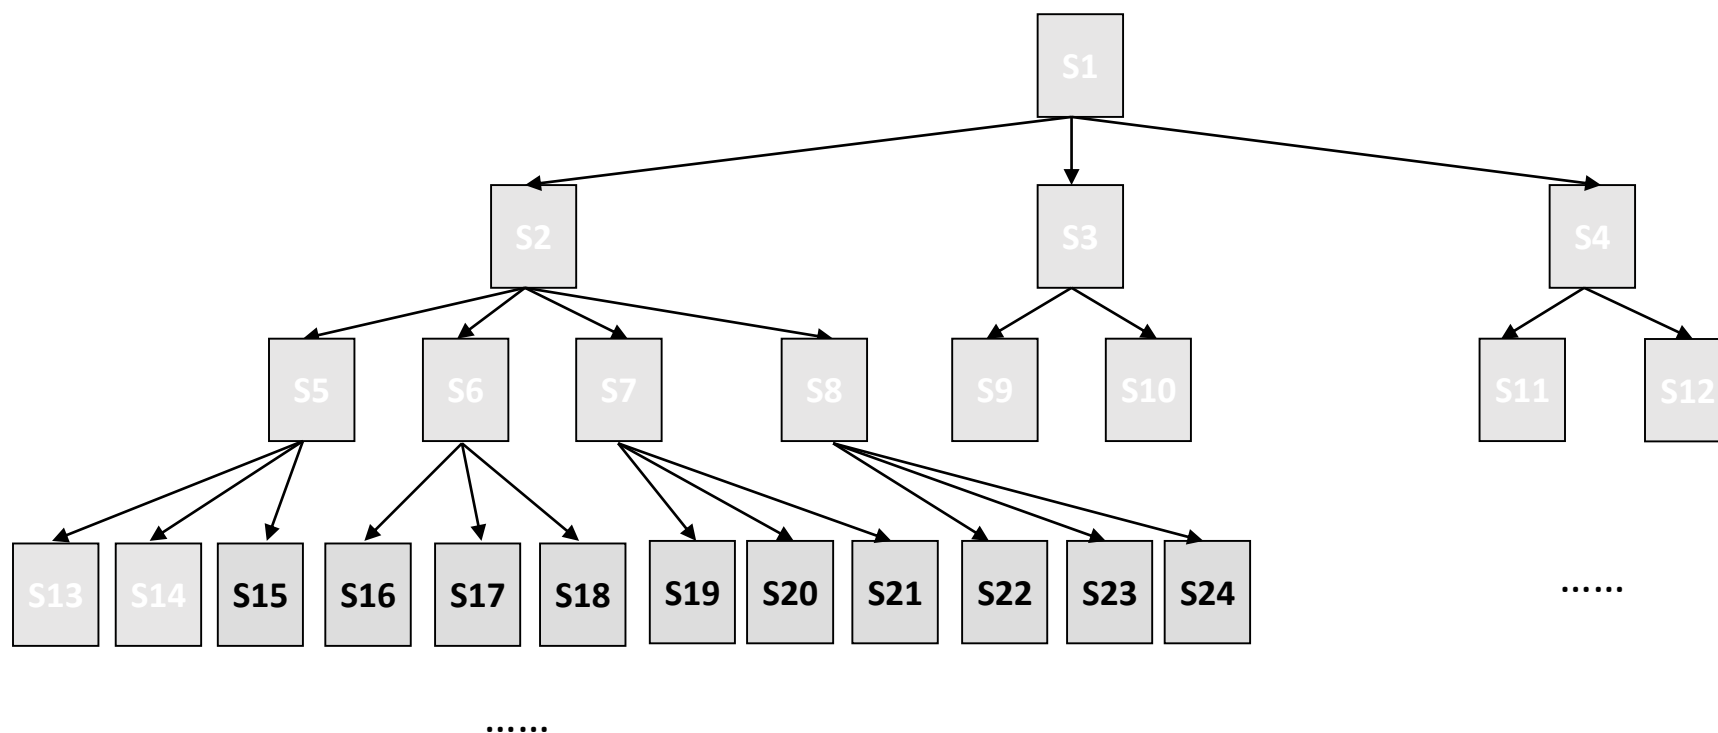 S1
S2 S3 S4
S5 S6 S7 S8 S9 S10 S11 S12
S13 S14 S15 S16 S17 S18 S19 S20 S21 S22 S23 S24 ……
……